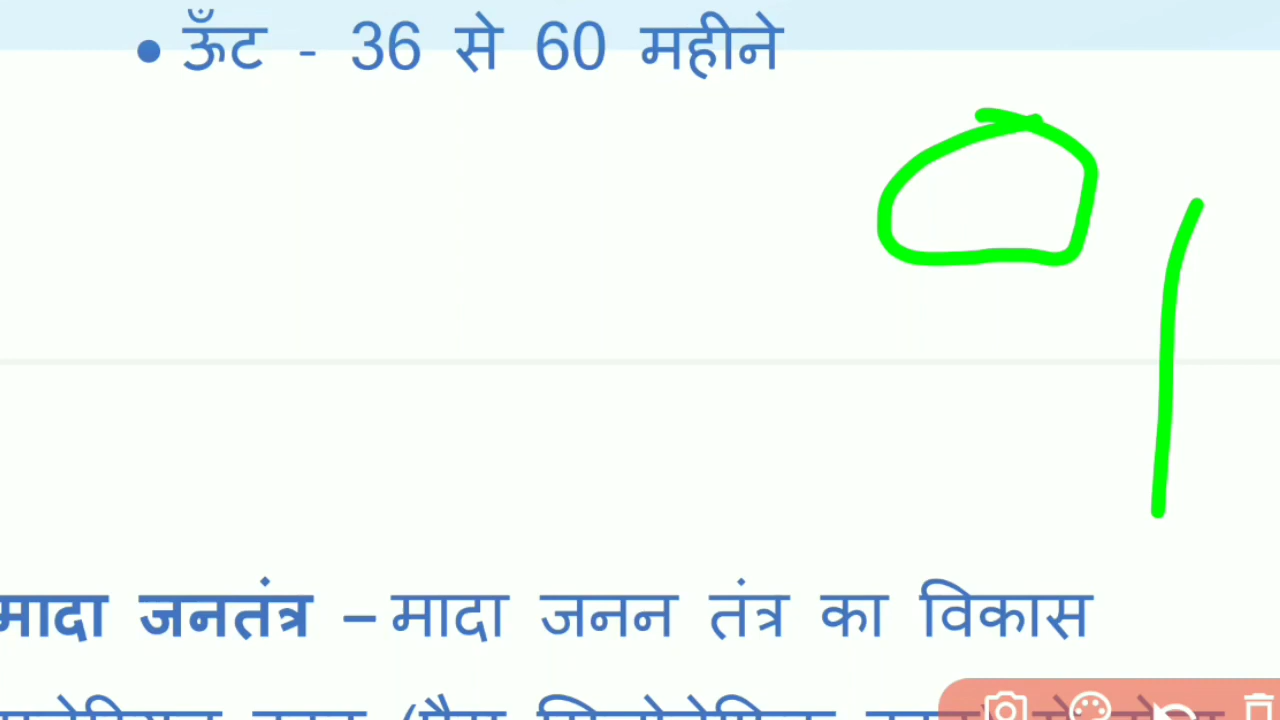 • ऊँट - 36 से 60 महीने
मादा जनतंत्र – मादा जनन तंत्र का विकास